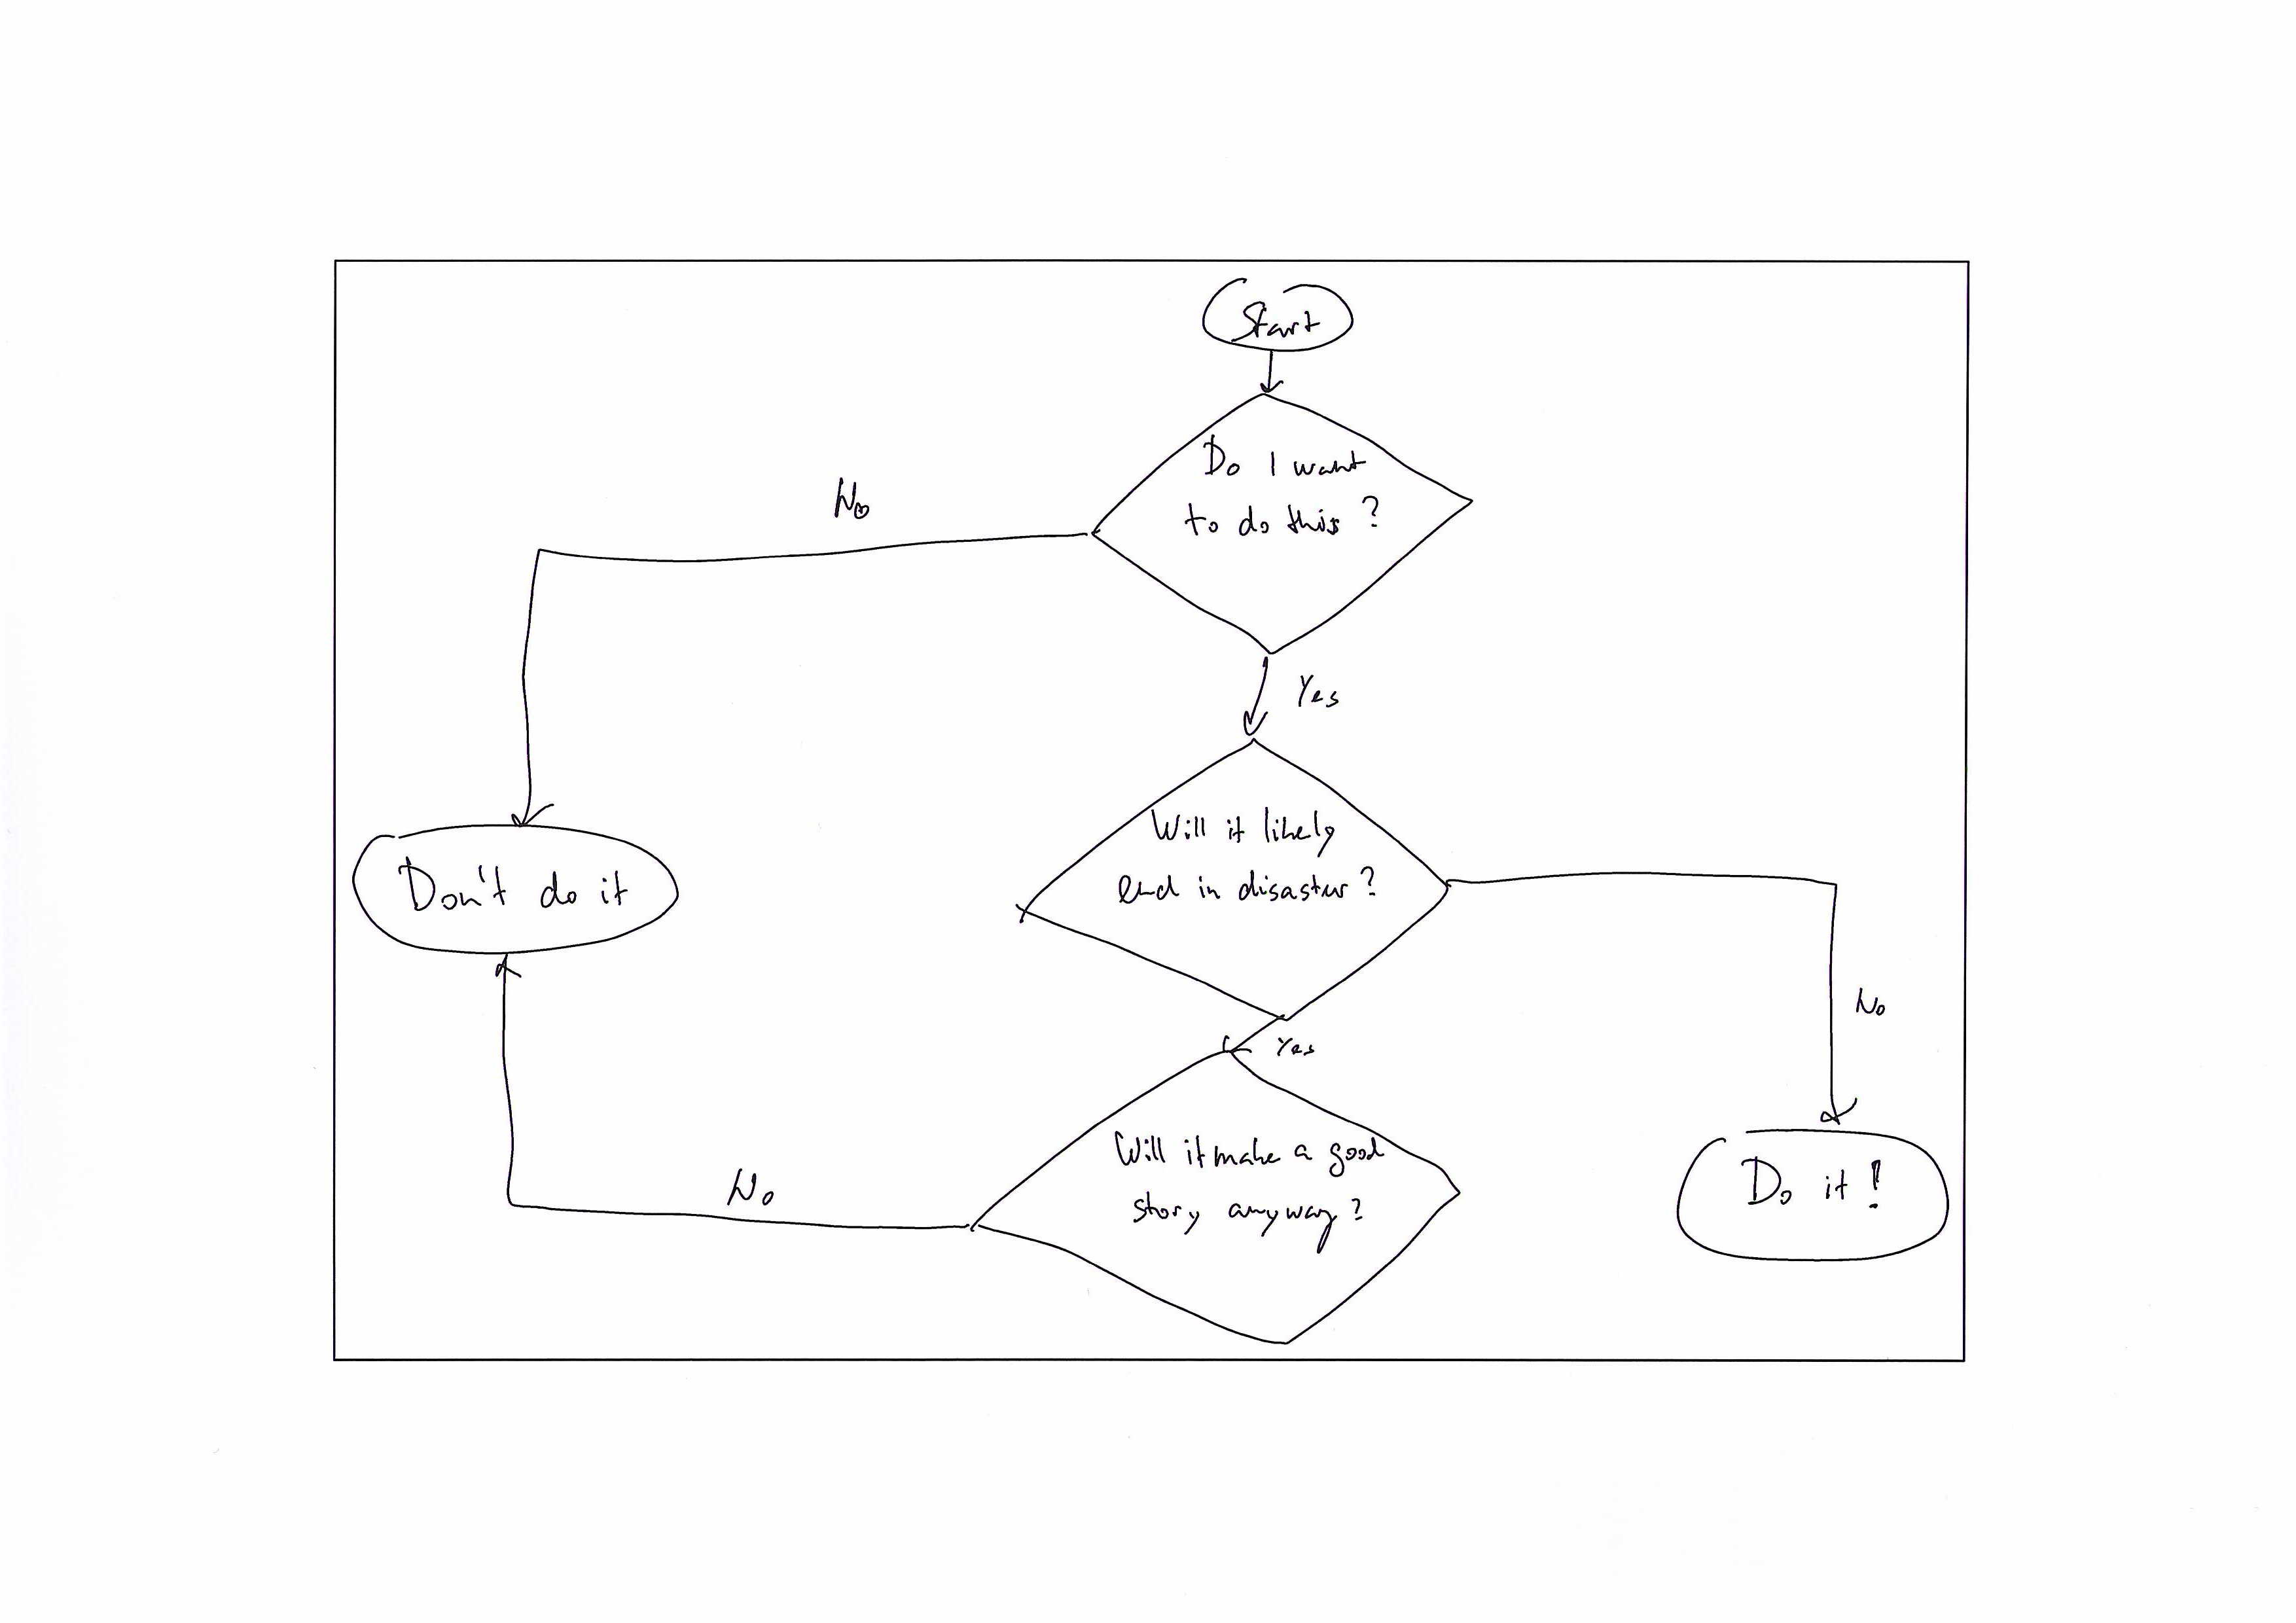 Start
Do I want
to do this?
No
Yes
Will it likely
end in disaster?
Don't do it
No
Yes
Will it make a good
story anyway?
No
Do it!